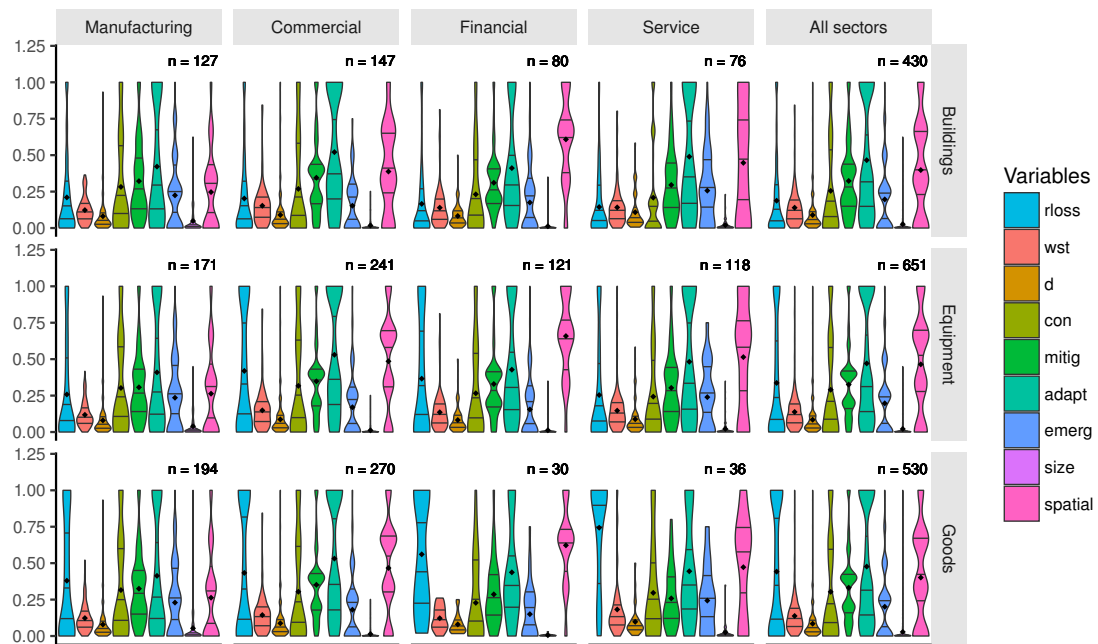 Manufacturing Commercial Financial Service All sectors
1.25 n = 127 n = 147 n = 80 n = 76 n = 430
1.00
0.75
0.50
0.25
0.00
Buildings
1.25 n = 171 n = 241 n = 121 n = 118 n = 651
1.00
0.75
0.50
0.25
0.00
Equipment
1.25 n = 194 n = 270 n = 30 n = 36 n = 530
1.00
0.75
0.50
0.25
0.00
Goods
Variables
rloss
wst
d
con
mitig
adapt
emerg
size
spatial